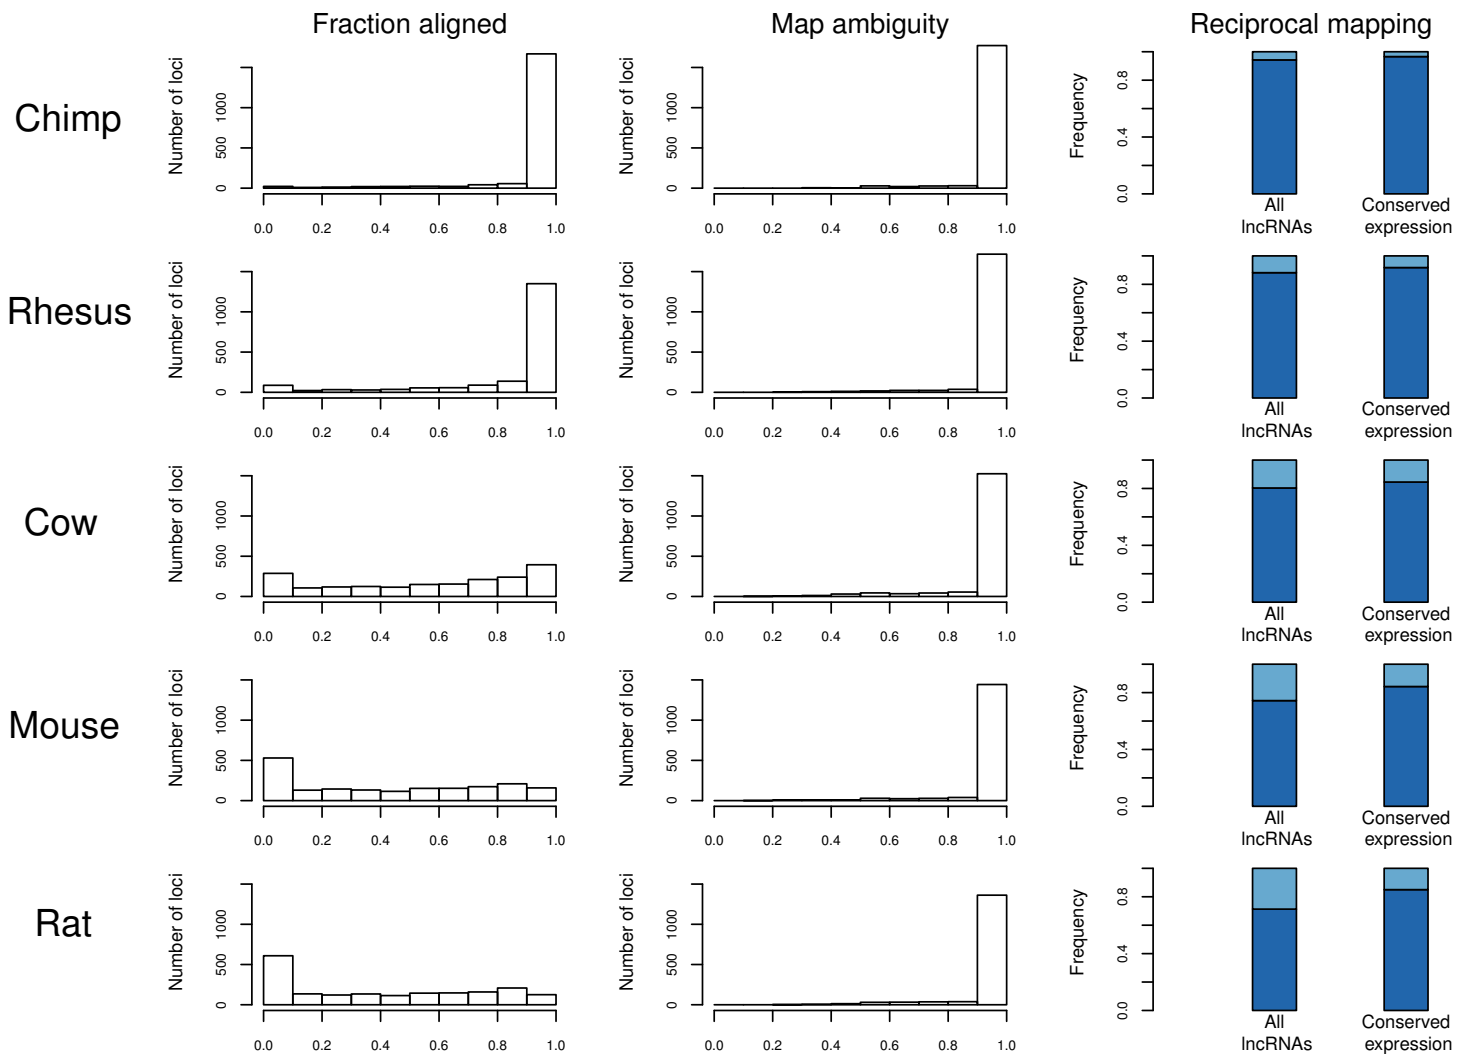 Fraction aligned
Map ambiguity
Reciprocal mapping
Chimp
Number of loci
0 500 1000
0.0 0.2 0.4 0.6 0.8 1.0
Number of loci
0 500 1000
0.0 0.2 0.4 0.6 0.8 1.0
Frequency
0.0 0.4 0.8
All
lncRNAs
Conserved
expression
Rhesus
Number of loci
0 500 1000
0.0 0.2 0.4 0.6 0.8 1.0
Number of loci
0 500 1000
0.0 0.2 0.4 0.6 0.8 1.0
Frequency
0.0 0.4 0.8
All
lncRNAs
Conserved
expression
Cow
Number of loci
0 500 1000
0.0 0.2 0.4 0.6 0.8 1.0
Number of loci
0 500 1000
0.0 0.2 0.4 0.6 0.8 1.0
Frequency
0.0 0.4 0.8
All
lncRNAs
Conserved
expression
Mouse
Number of loci
0 500 1000
0.0 0.2 0.4 0.6 0.8 1.0
Number of loci
0 500 1000
0.0 0.2 0.4 0.6 0.8 1.0
Frequency
0.0 0.4 0.8
All
lncRNAs
Conserved
expression
Rat
Number of loci
0 500 1000
0.0 0.2 0.4 0.6 0.8 1.0
Number of loci
0 500 1000
0.0 0.2 0.4 0.6 0.8 1.0
Frequency
0.0 0.4 0.8
All
lncRNAs
Conserved
expression